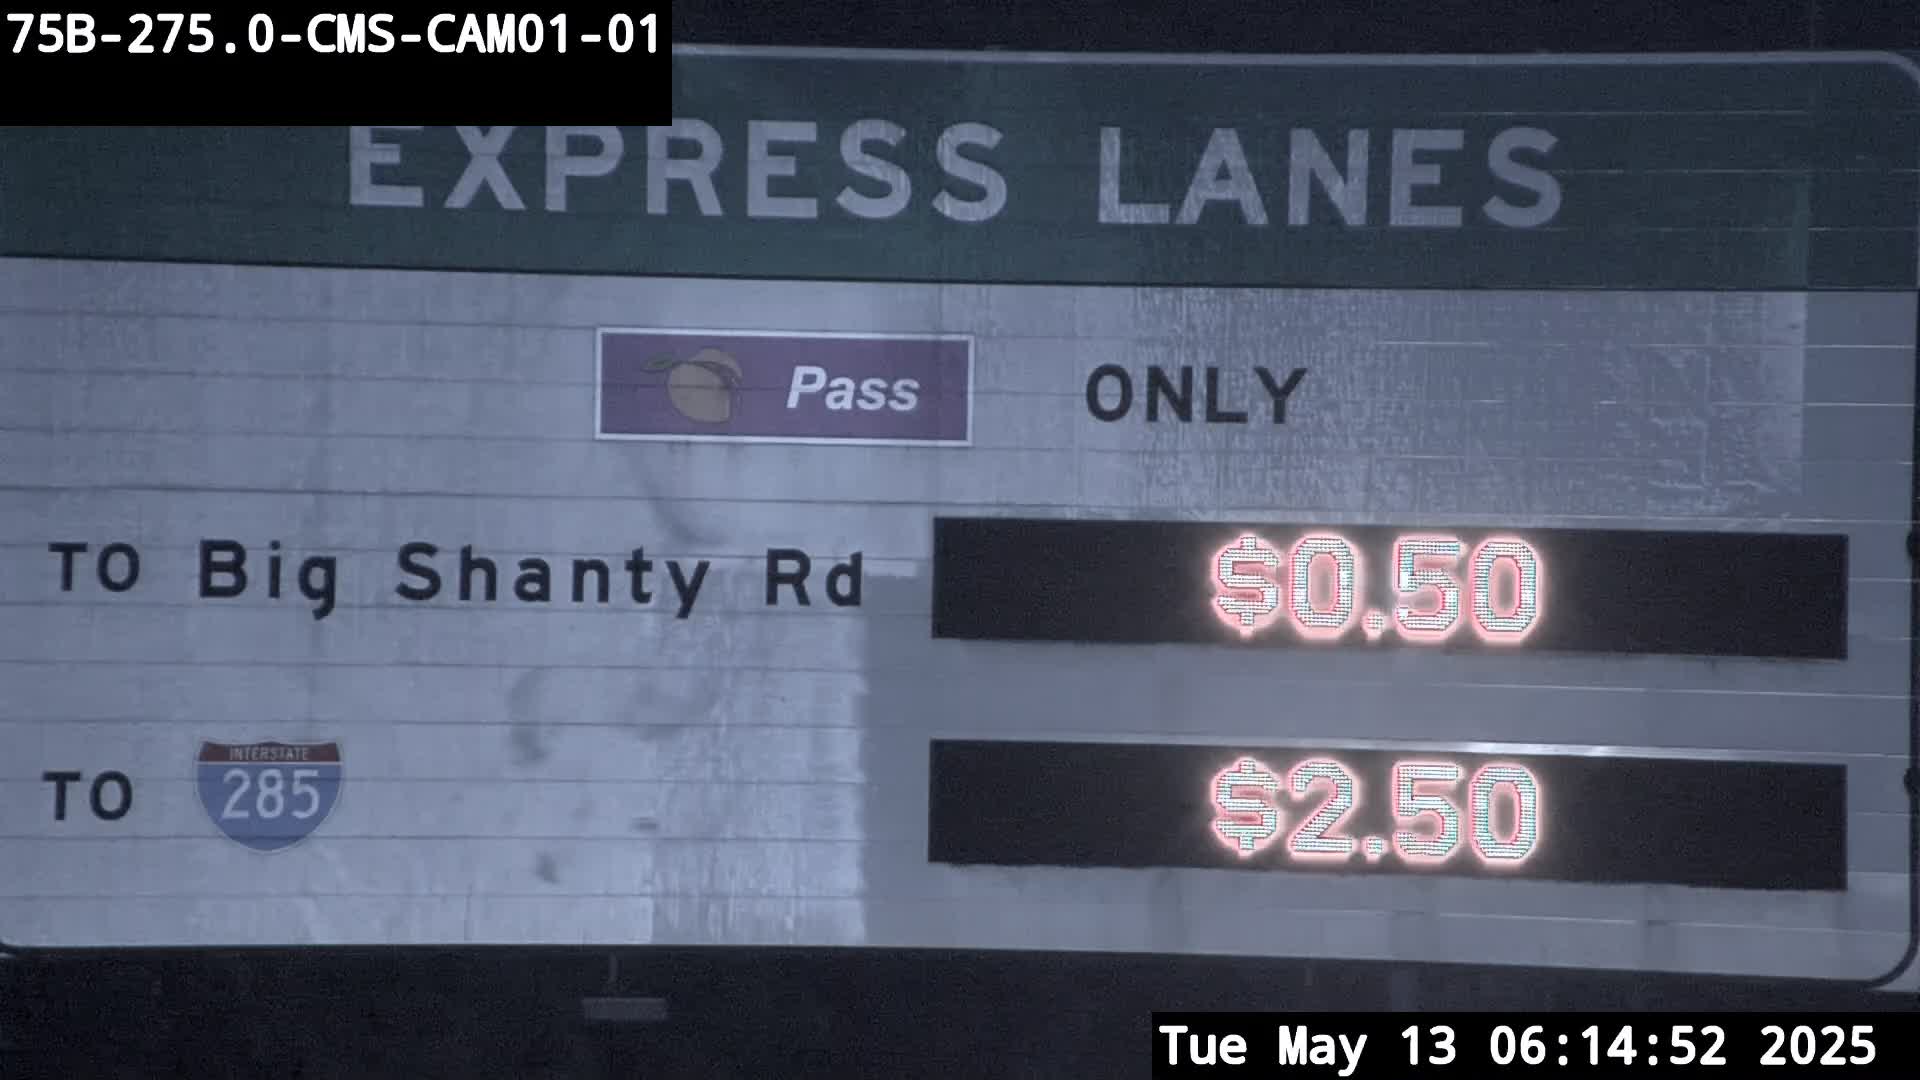 75B-275.0-CMS-CAM01-01
EXPRESS LANES
Pass ONLY
TO Big Shanty Rd $0.50
INTERSTATE
TO 285 $2.50
Tue May 13 06:14:52 2025